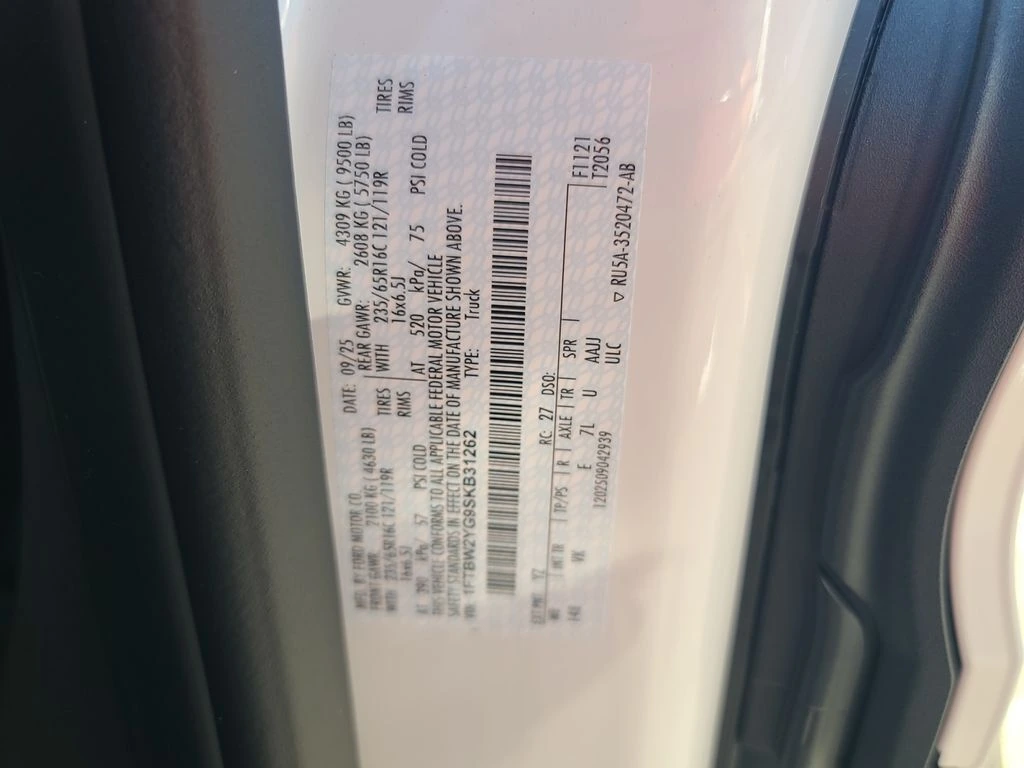 MFD. BY FORD MOTOR CO. DATE: 09/25 GVWR: 4309 KG ( 9500 LB)
FRONT GAWR: 2100 KG ( 4630 LB) REAR GAWR: 2608 KG ( 5750 LB)
WITH 235/65R16C 121/119R TIRES WITH 235/65R16C 121/119R TIRES
16x6.5J RIMS 16x6.5J RIMS
AT 390 kPa/ 57 PSI COLD AT 520 kPa/ 75 PSI COLD
THIS VEHICLE CONFORMS TO ALL APPLICABLE FEDERAL MOTOR VEHICLE
SAFETY STANDARDS IN EFFECT ON THE DATE OF MANUFACTURE SHOWN ABOVE.
VIN: 1FTBW2YG9SKB31262 TYPE: Truck
EXT PNT: YZ RC: 27 DSO: F1121
WB INT TR TP/PS R AXLE TR SPR T2056
148 VK E 7L U AAJJ
1202509042939 ULC ▽ RU5A-3520472-AB